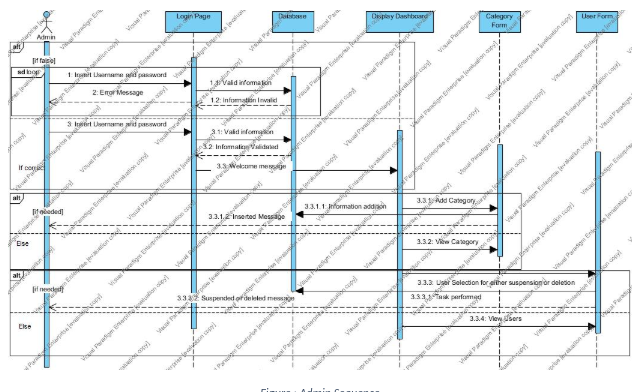 Login Page
Database
Display Dashboard
Category
Form
User Form
Admin
alt
[if false]
sd loop
1: Insert Username and password
1.1: Valid information
2: Error Message
1.2: Information Invalid
3: Insert Username and password
3.1: Valid information
3.2: Information Validated
If correct
3.3: Welcome message
alt
[if needed]
3.3.1: Add Category
3.3.1.1: Information addition
3.3.1.2: Inserted Message
Else
3.3.2: View Category
alt
3.3.3: User Selection for either suspension or deletion
[if needed]
3.3.3.2: Suspended or deleted message
3.3.3.1: Task performed
Else
3.3.4: View Users
Visual Paradigm Enterprise [evaluation copy]
Figure : Admin Sequence